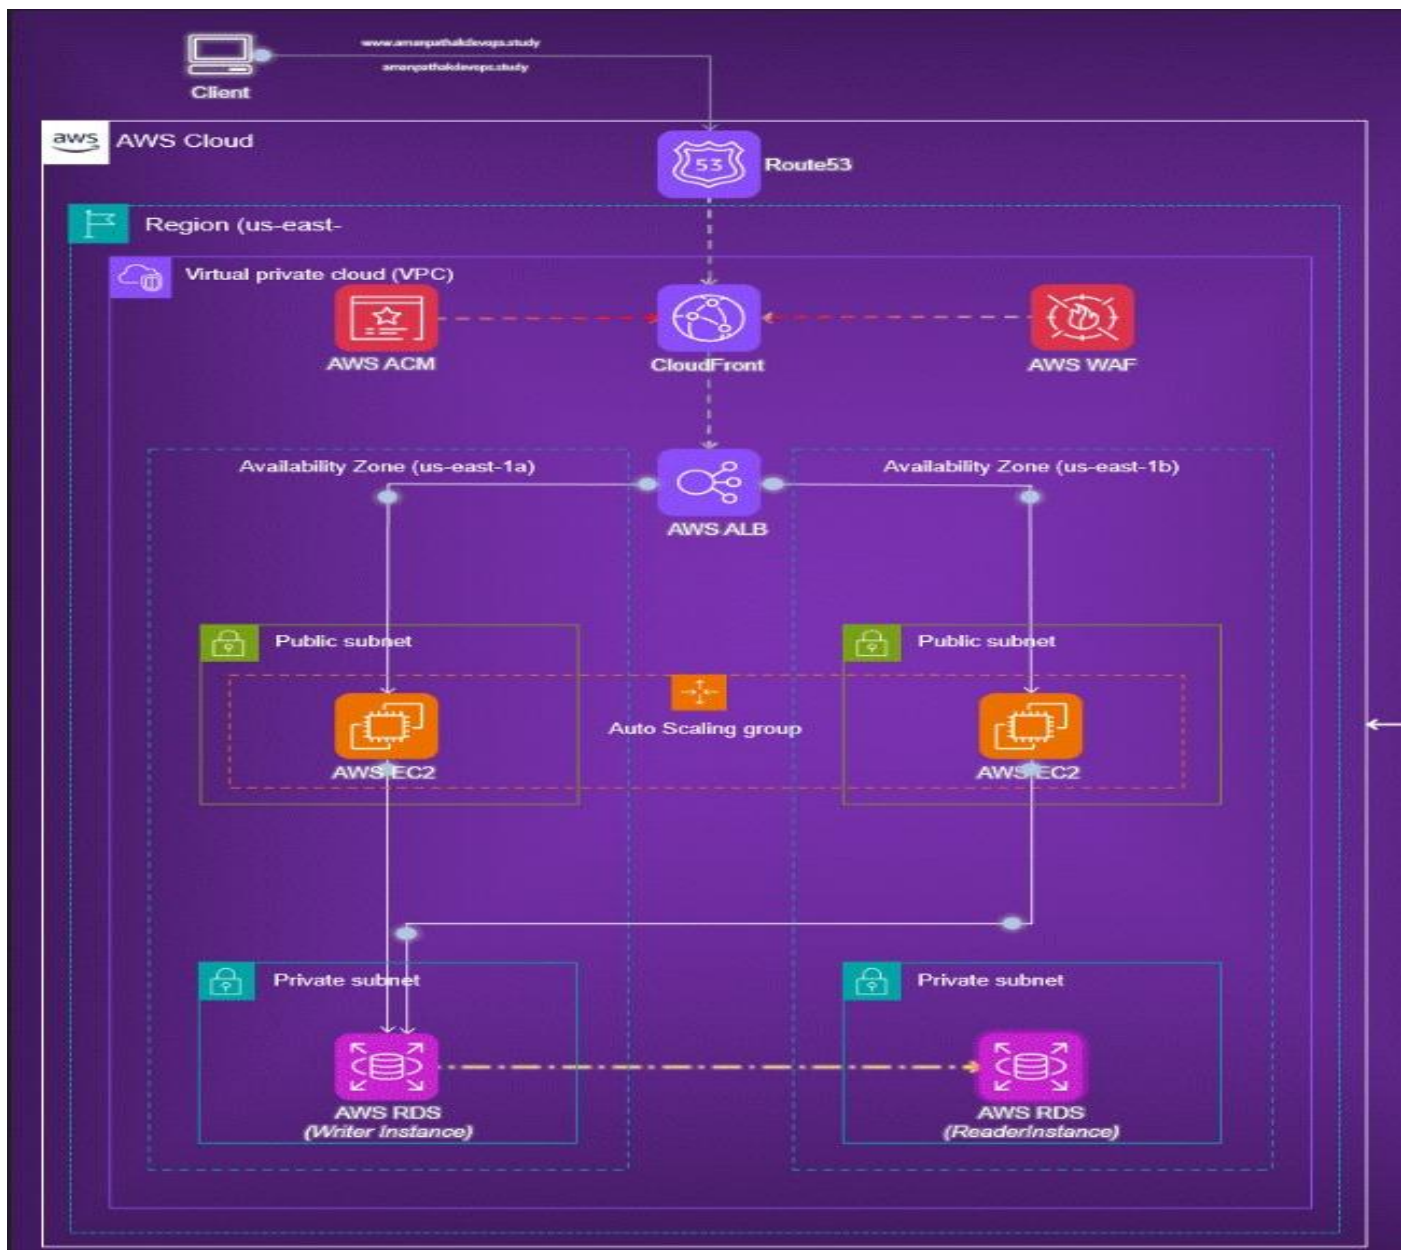 www.amanpathakdevops.study
amanpathakdevops.study
Client
aws
AWS Cloud
53
Route53
Region (us-east-
Virtual private cloud (VPC)
AWS ACM
CloudFront
AWS WAF
Availability Zone (us-east-1a)
Availability Zone (us-east-1b)
AWS ALB
Public subnet
Public subnet
Auto Scaling group
AWS EC2
AWS EC2
Private subnet
Private subnet
AWS RDS
(Writer Instance)
AWS RDS
(ReaderInstance)